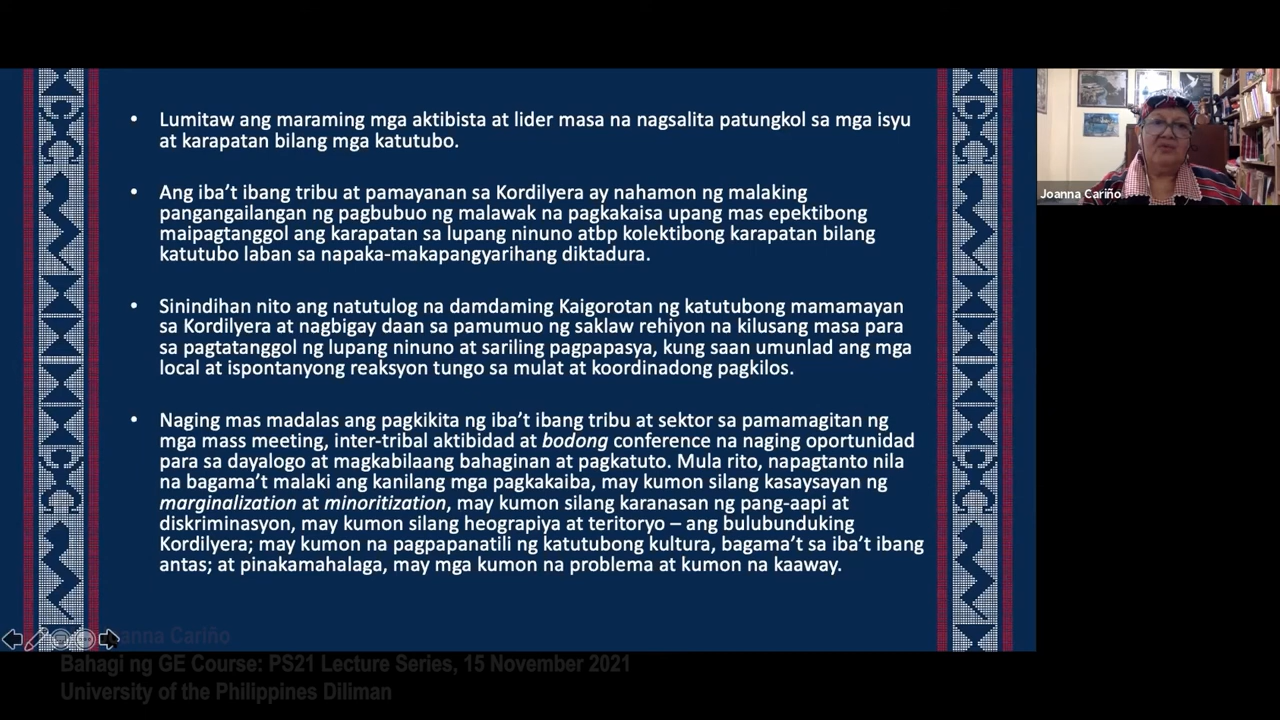 Lumitaw ang maraming mga aktibista at lider masa na nagsalita patungkol sa mga isyu
at karapatan bilang mga katutubo.
Ang iba't ibang tribu at pamayanan sa Kordilyera ay nahamon ng malaking
pangangailangan ng pagbubuo ng malawak na pagkakaisa upang mas epektibong
maipagtanggol ang karapatan sa lupang ninuno atbp kolektibong karapatan bilang
katutubo laban sa napaka-makapangyarihang diktadura.
Sinindihan nito ang natutulog na damdaming Kaigorotan ng katutubong mamamayan
sa Kordilyera at nagbigay daan sa pamumuo ng saklaw rehiyon na kilusang masa para
sa pagtatanggol ng lupang ninuno at sariling pagpapasya, kung saan umunlad ang mga
local at ispontanyong reaksyon tungo sa mulat at koordinadong pagkilos.
Naging mas madalas ang pagkikita ng iba't ibang tribu at sektor sa pamamagitan ng
mga mass meeting, inter-tribal aktibidad at bodong conference na naging oportunidad
para sa dayalogo at magkabilaang bahaginan at pagkatuto. Mula rito, napagtanto nila
na bagama't malaki ang kanilang mga pagkakaiba, may kumon silang kasaysayan ng
marginalization at minoritization, may kumon silang karanasan ng pang-aapi at
diskriminasyon, may kumon silang heograpiya at teritoryo – ang bulubunduking
Kordilyera; may kumon na pagpapanatili ng katutubong kultura, bagama't sa iba't ibang
antas; at pinakamahalaga, may mga kumon na problema at kumon na kaaway.
Joanna Cariño
Cariño
Bahagi ng GE Course: PS21 Lecture Series, 15 November 2021
University of the Philippines Diliman